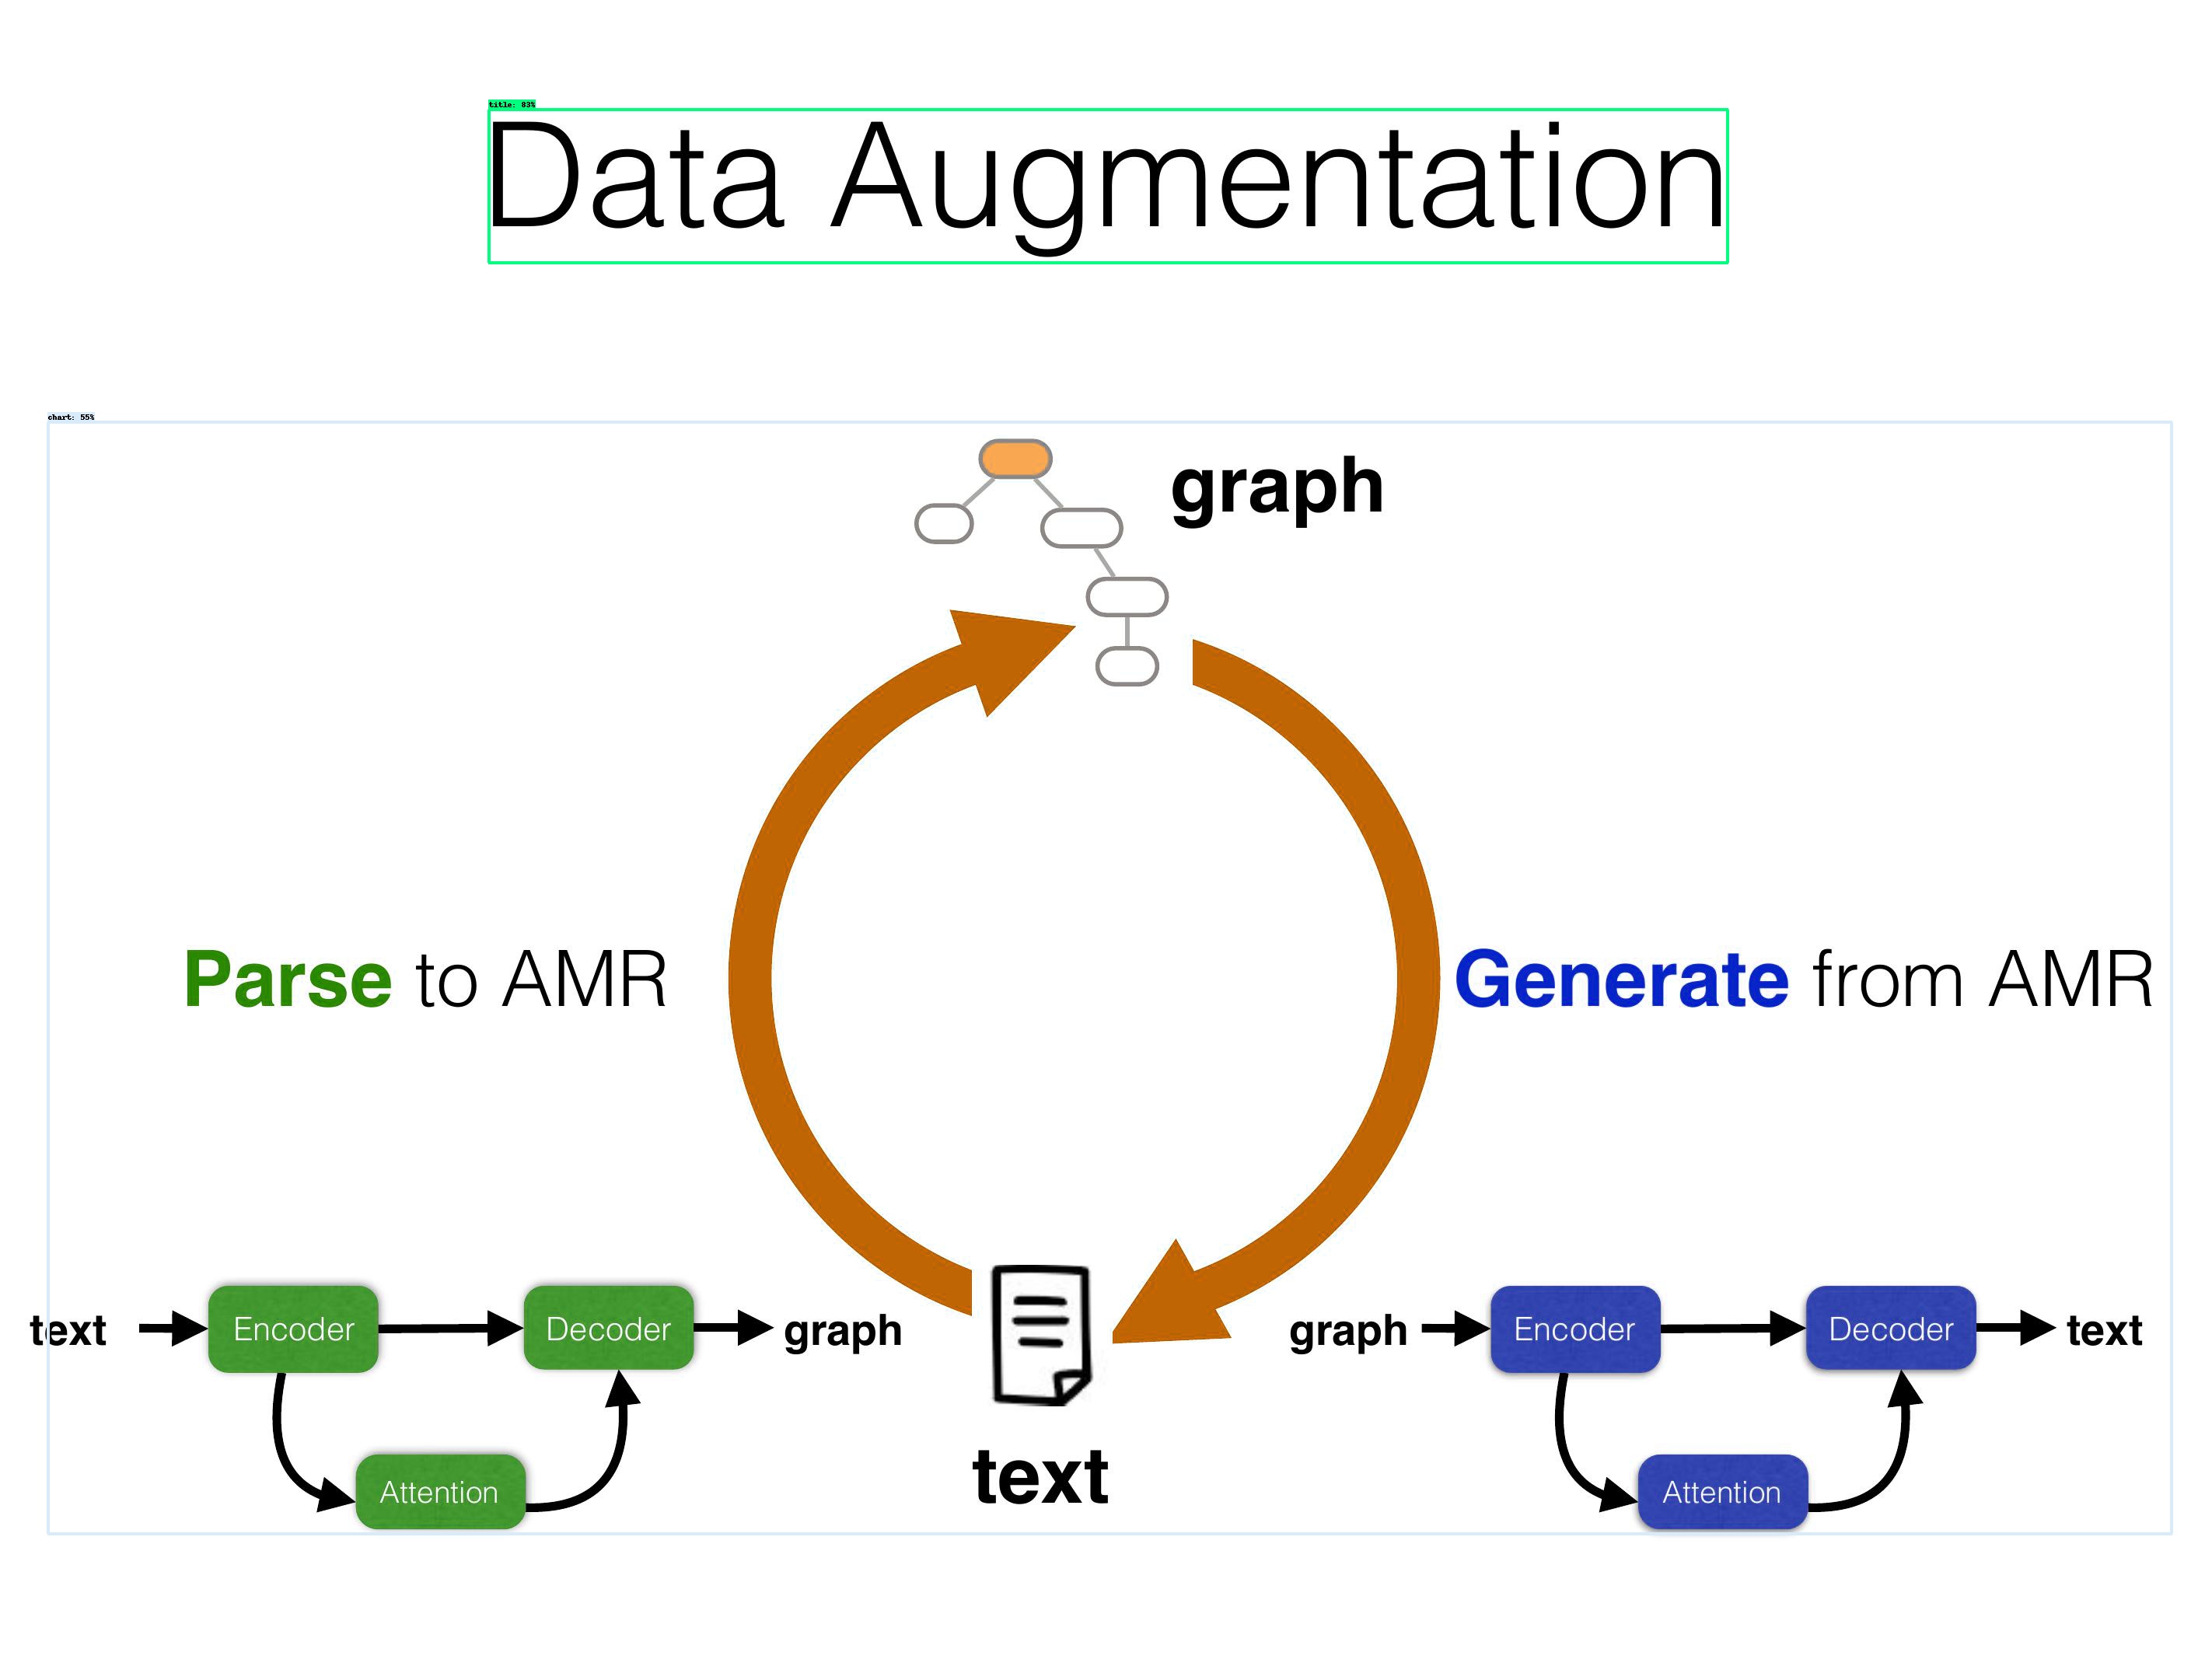 title: 83%
Data Augmentation
chart: 55%
graph
Parse to AMR
Generate from AMR
text
Encoder
Decoder
graph
Attention
text
graph
Encoder
Decoder
text
Attention